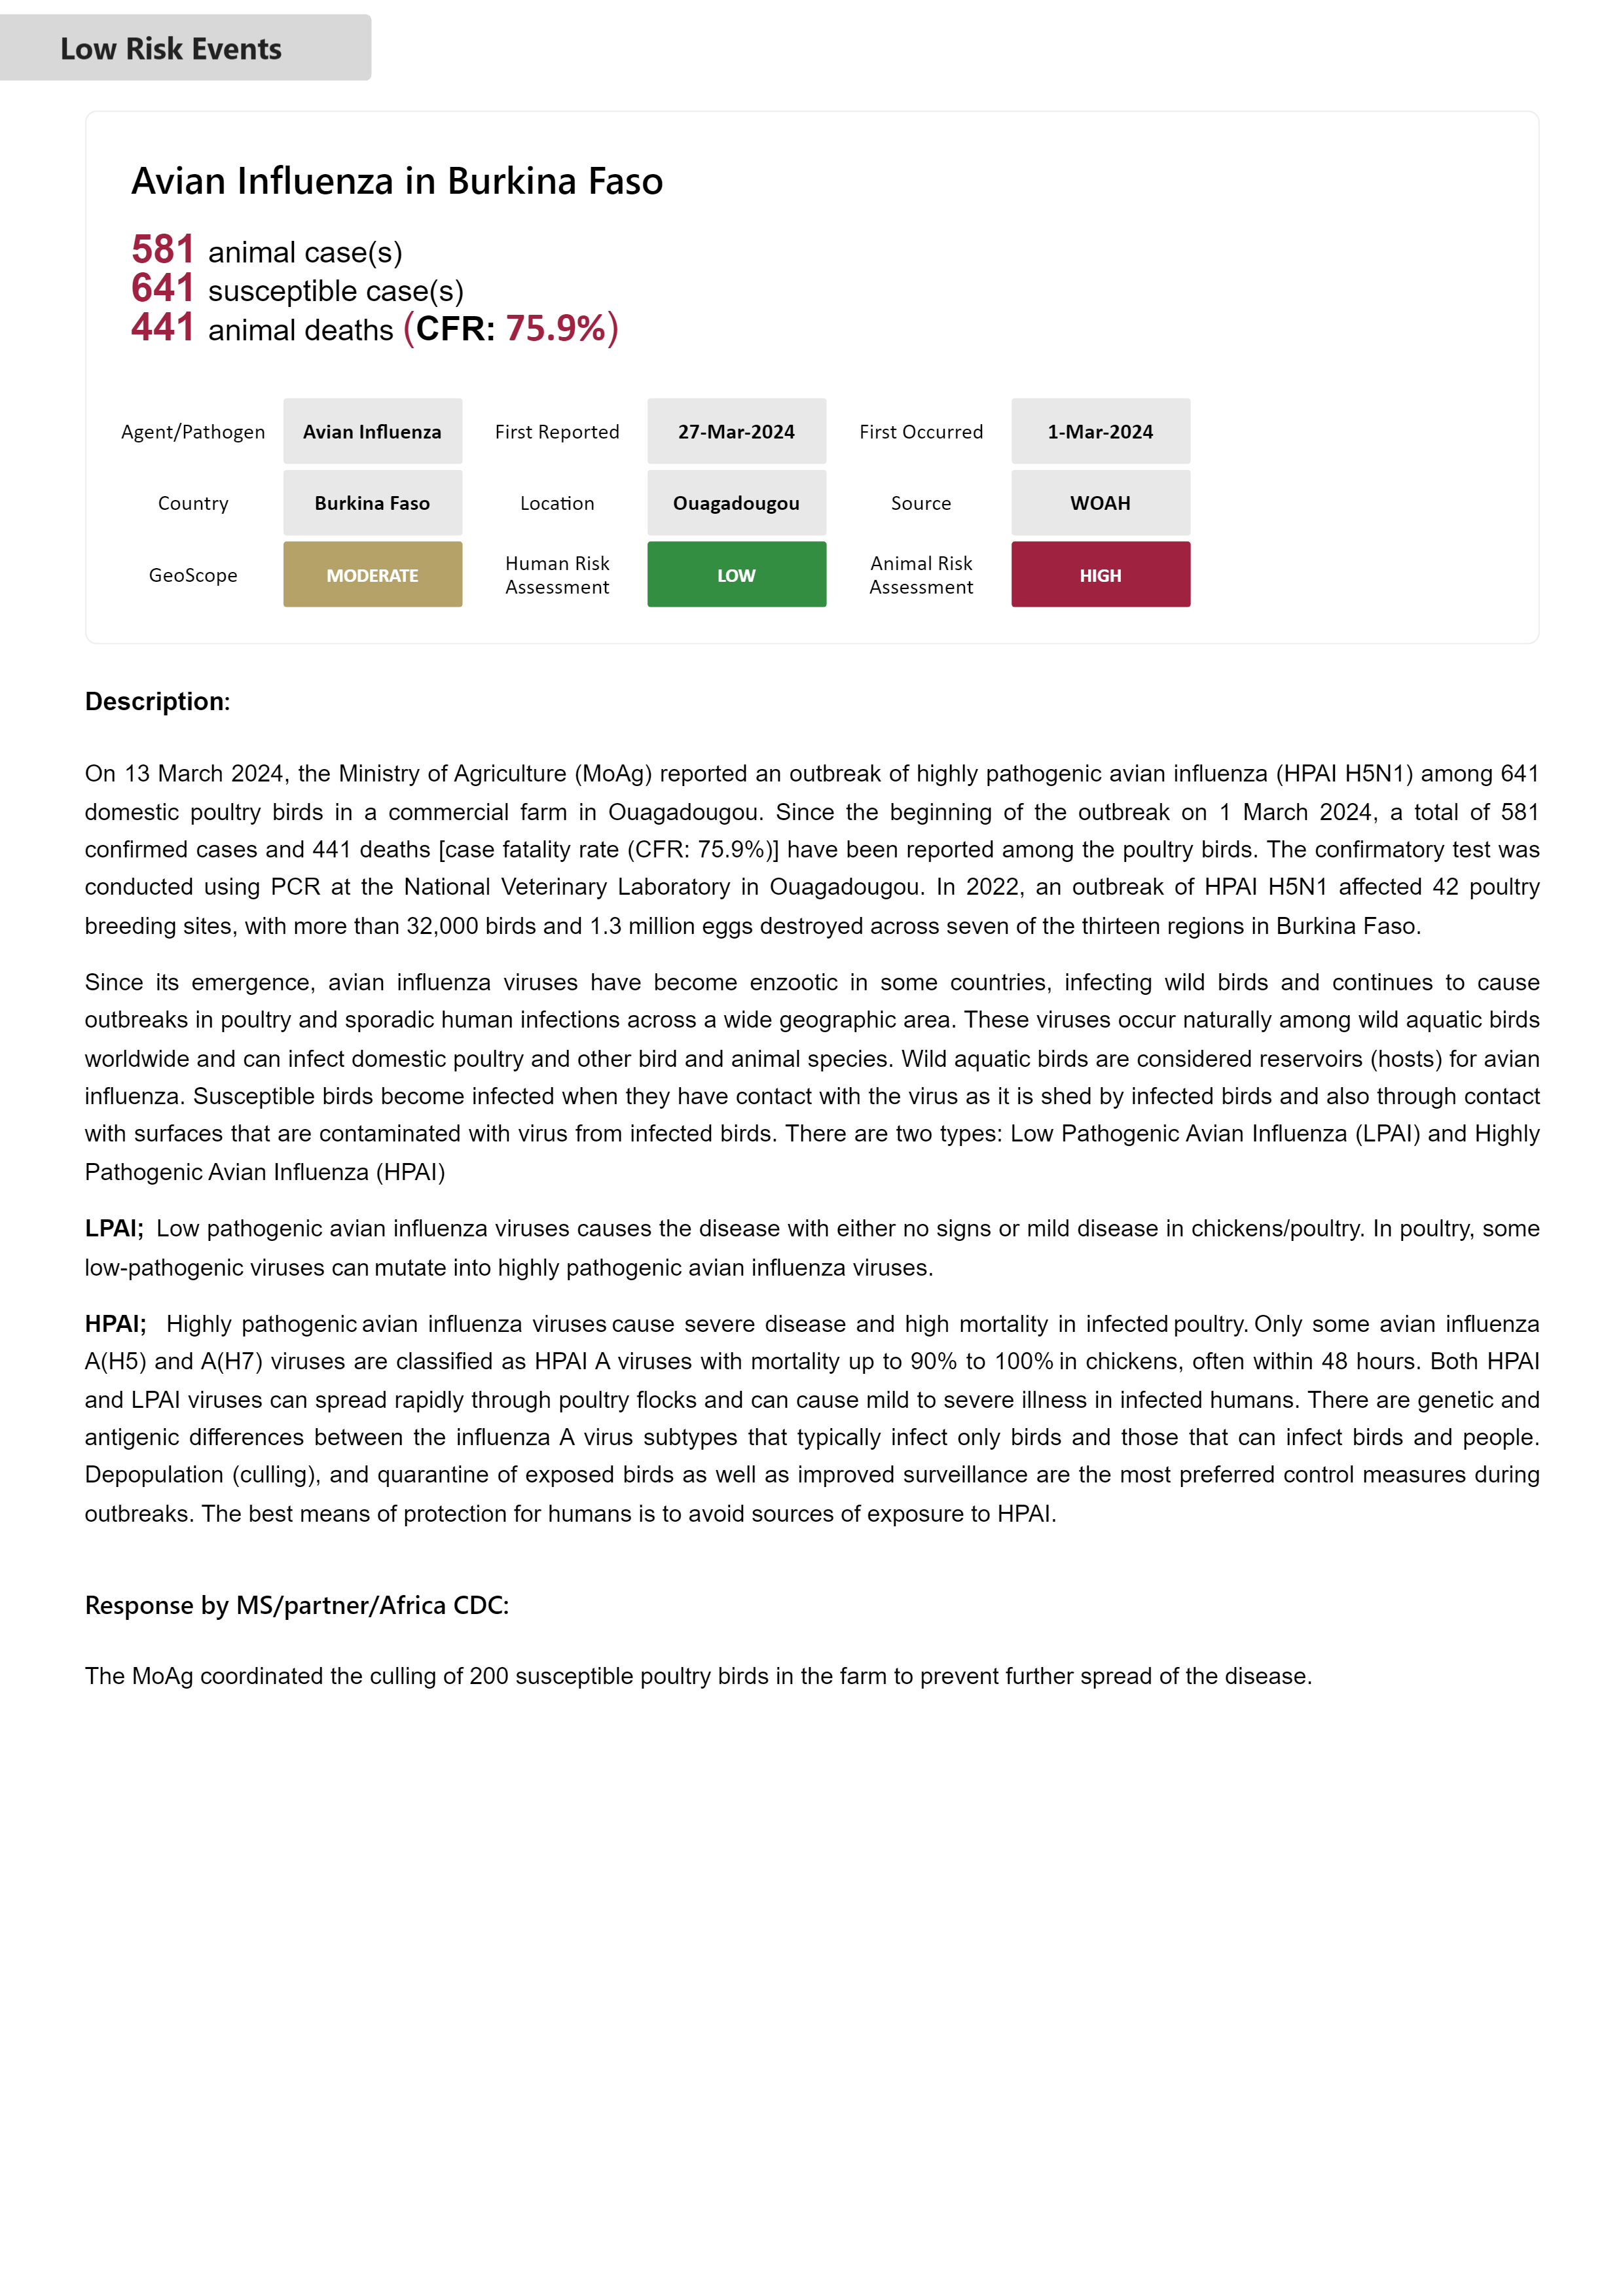 Low Risk Events
Avian Influenza in Burkina Faso
581 animal case(s)
641 susceptible case(s)
441 animal deaths (CFR: 75.9%)
Agent/Pathogen Avian Influenza First Reported 27-Mar-2024 First Occurred 1-Mar-2024
Country Burkina Faso Location Ouagadougou Source WOAH
GeoScope MODERATE Human Risk Assessment LOW Animal Risk Assessment HIGH
Description:
On 13 March 2024, the Ministry of Agriculture (MoAg) reported an outbreak of highly pathogenic avian influenza (HPAI H5N1) among 641
domestic poultry birds in a commercial farm in Ouagadougou. Since the beginning of the outbreak on 1 March 2024, a total of 581
confirmed cases and 441 deaths [case fatality rate (CFR: 75.9%)] have been reported among the poultry birds. The confirmatory test was
conducted using PCR at the National Veterinary Laboratory in Ouagadougou. In 2022, an outbreak of HPAI H5N1 affected 42 poultry
breeding sites, with more than 32,000 birds and 1.3 million eggs destroyed across seven of the thirteen regions in Burkina Faso.
Since its emergence, avian influenza viruses have become enzootic in some countries, infecting wild birds and continues to cause
outbreaks in poultry and sporadic human infections across a wide geographic area. These viruses occur naturally among wild aquatic birds
worldwide and can infect domestic poultry and other bird and animal species. Wild aquatic birds are considered reservoirs (hosts) for avian
influenza. Susceptible birds become infected when they have contact with the virus as it is shed by infected birds and also through contact
with surfaces that are contaminated with virus from infected birds. There are two types: Low Pathogenic Avian Influenza (LPAI) and Highly
Pathogenic Avian Influenza (HPAI)
LPAI; Low pathogenic avian influenza viruses causes the disease with either no signs or mild disease in chickens/poultry. In poultry, some
low-pathogenic viruses can mutate into highly pathogenic avian influenza viruses.
HPAI; Highly pathogenic avian influenza viruses cause severe disease and high mortality in infected poultry. Only some avian influenza
A(H5) and A(H7) viruses are classified as HPAI A viruses with mortality up to 90% to 100% in chickens, often within 48 hours. Both HPAI
and LPAI viruses can spread rapidly through poultry flocks and can cause mild to severe illness in infected humans. There are genetic and
antigenic differences between the influenza A virus subtypes that typically infect only birds and those that can infect birds and people.
Depopulation (culling), and quarantine of exposed birds as well as improved surveillance are the most preferred control measures during
outbreaks. The best means of protection for humans is to avoid sources of exposure to HPAI.
Response by MS/partner/Africa CDC:
The MoAg coordinated the culling of 200 susceptible poultry birds in the farm to prevent further spread of the disease.